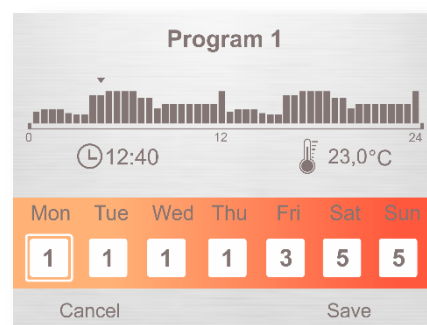 Program 1
0 12 24
12:40 23,0°C
Mon Tue Wed Thu Fri Sat Sun
1 1 1 1 3 5 5
Cancel Save